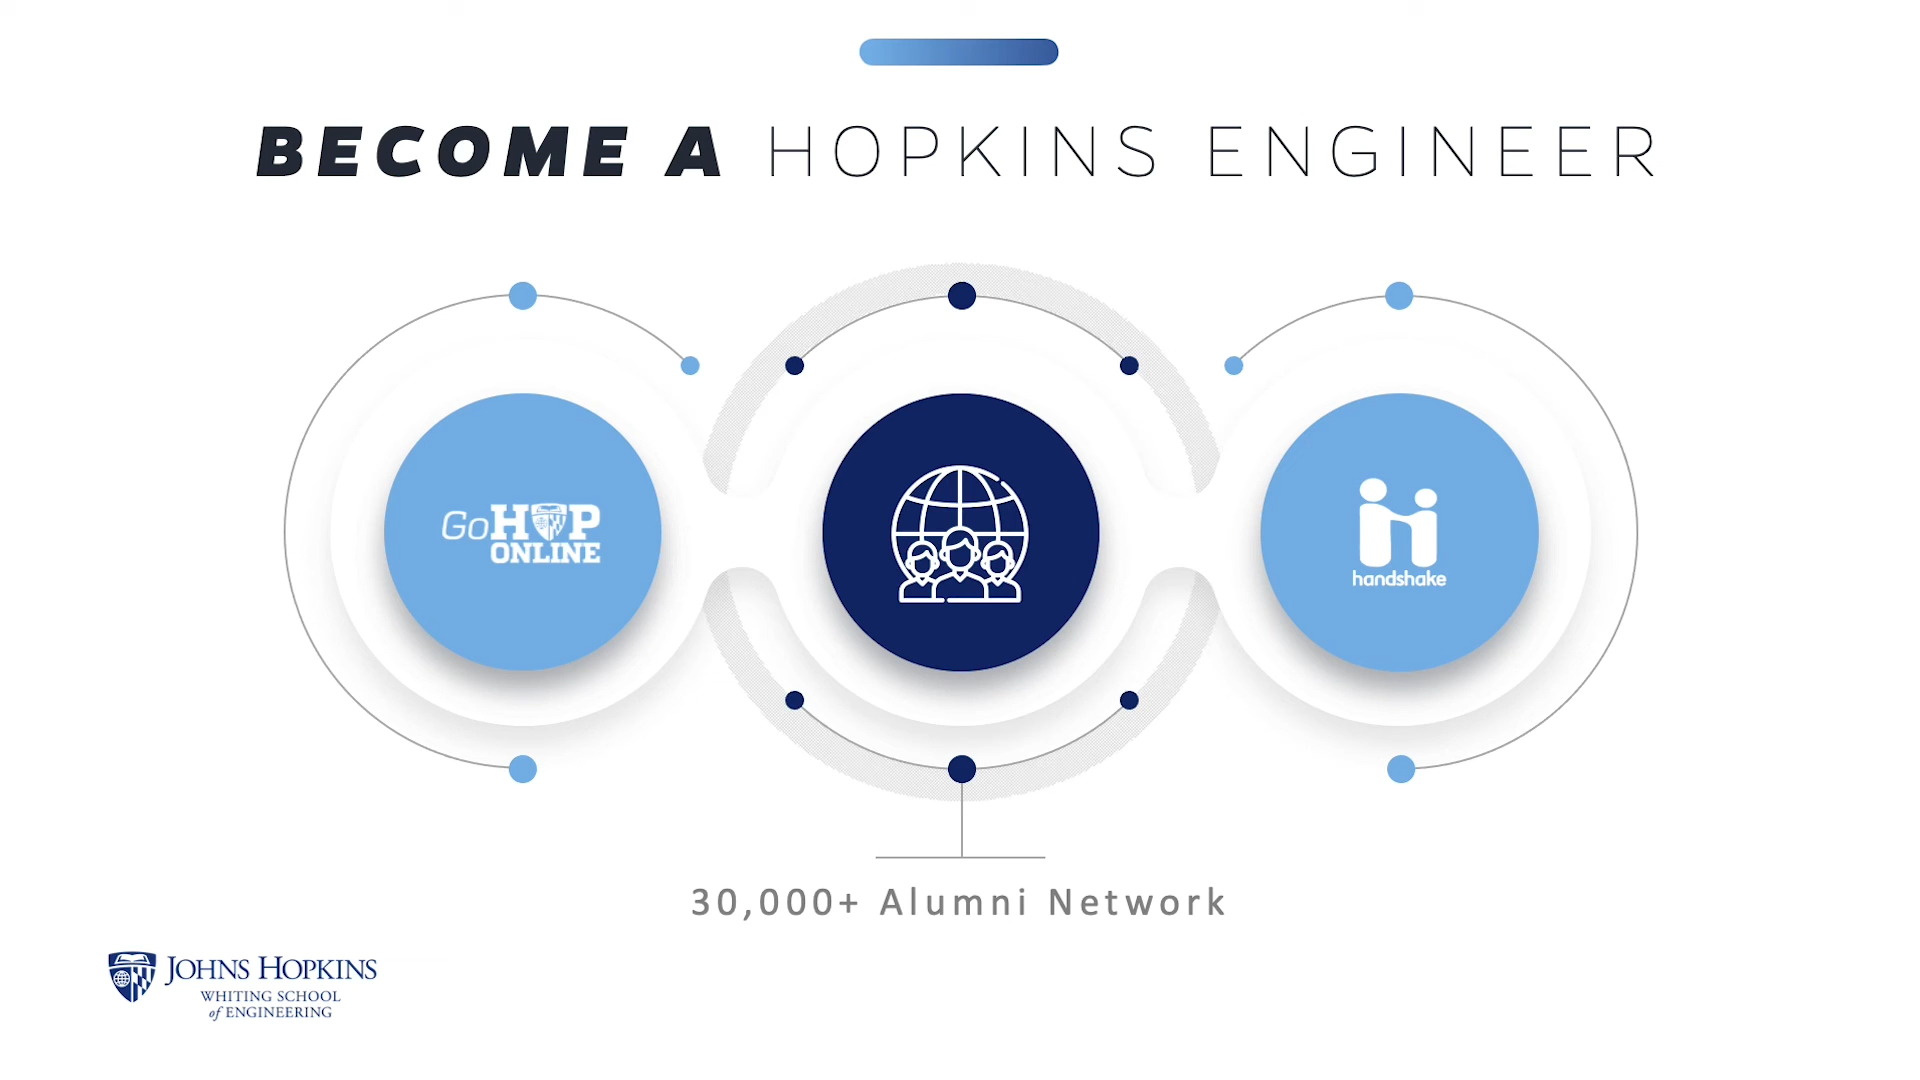 BECOME A HOPKINS ENGINEER
GoHOP
ONLINE
handshake
30,000+ Alumni Network
JOHNS HOPKINS
WHITING SCHOOL
of ENGINEERING